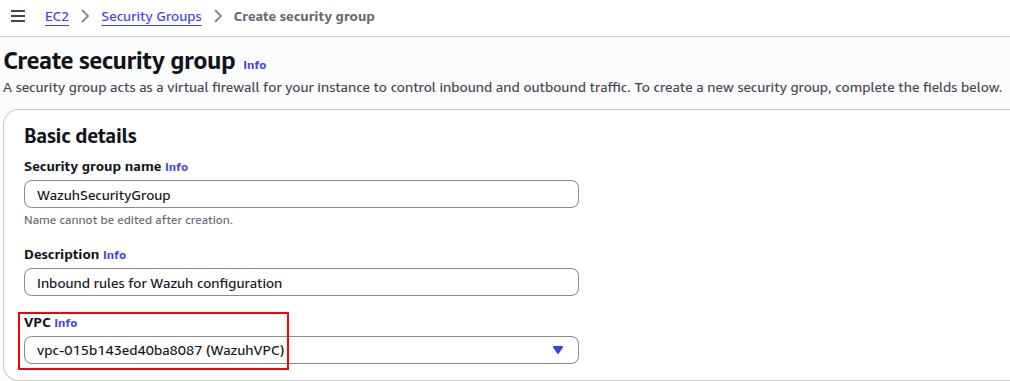 EC2 > Security Groups > Create security group
Create security group Info
A security group acts as a virtual firewall for your instance to control inbound and outbound traffic. To create a new security group, complete the fields below.
Basic details
Security group name Info
WazuhSecurityGroup
Name cannot be edited after creation.
Description Info
Inbound rules for Wazuh configuration
VPC Info
vpc-015b143ed40ba8087 (WazuhVPC)